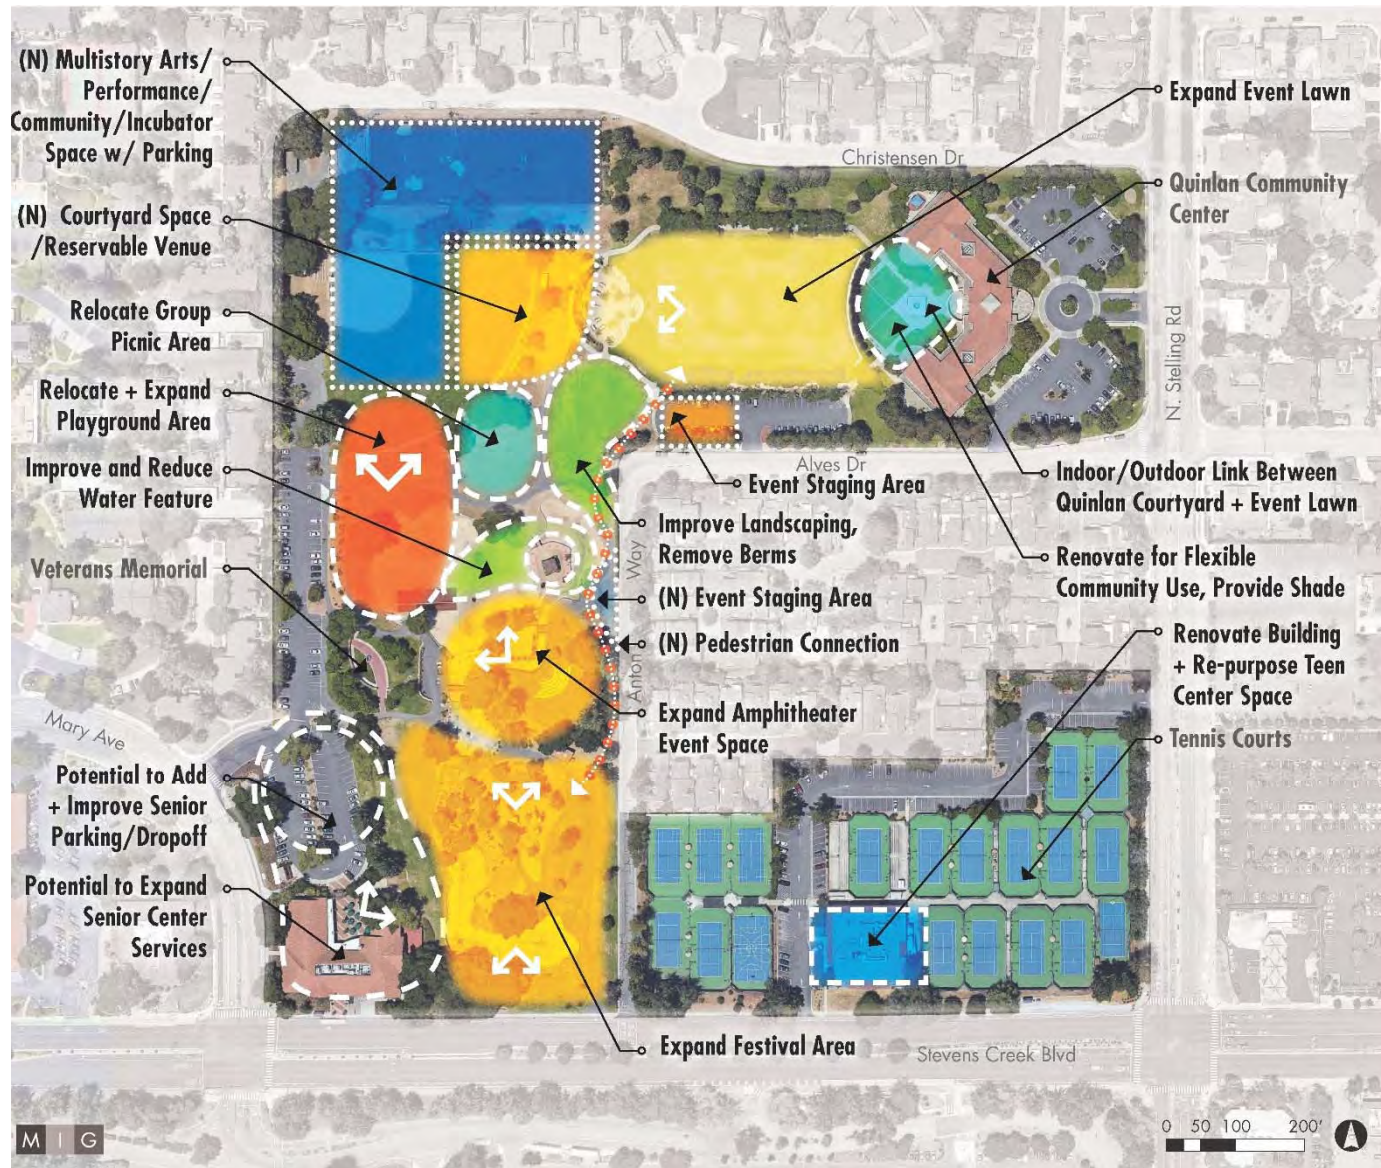 (N) Multistory Arts/
Performance/
Community/Incubator
Space w/ Parking
(N) Courtyard Space
/Reservable Venue
Relocate Group
Picnic Area
Relocate + Expand
Playground Area
Improve and Reduce
Water Feature
Veterans Memorial
Mary Ave
Potential to Add
+ Improve Senior
Parking/Dropoff
Potential to Expand
Senior Center
Services
Christensen Dr
Expand Event Lawn
Quinlan Community
Center
N. Stelling Rd
Alves Dr
Event Staging Area
Improve Landscaping,
Remove Berms
Anton Way
(N) Event Staging Area
(N) Pedestrian Connection
Expand Amphitheater
Event Space
Indoor/Outdoor Link Between
Quinlan Courtyard + Event Lawn
Renovate for Flexible
Community Use, Provide Shade
Renovate Building
+ Re-purpose Teen
Center Space
Tennis Courts
Expand Festival Area
Stevens Creek Blvd
M I G
0 50 100 200'